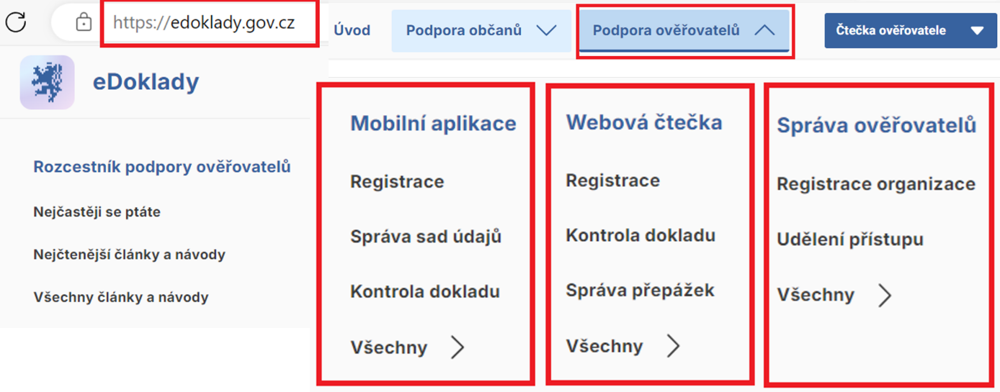 https://edoklady.gov.cz
Úvod
Podpora občanů
Podpora ověřovatelů
Čtečka ověřovatele
eDoklady
Rozcestník podpory ověřovatelů
Nejčastěji se ptáte
Nejčtenější články a návody
Všechny články a návody
Mobilní aplikace
Registrace
Správa sad údajů
Kontrola dokladu
Všechny
Webová čtečka
Registrace
Kontrola dokladu
Správa přepážek
Všechny
Správa ověřovatelů
Registrace organizace
Udělení přístupu
Všechny